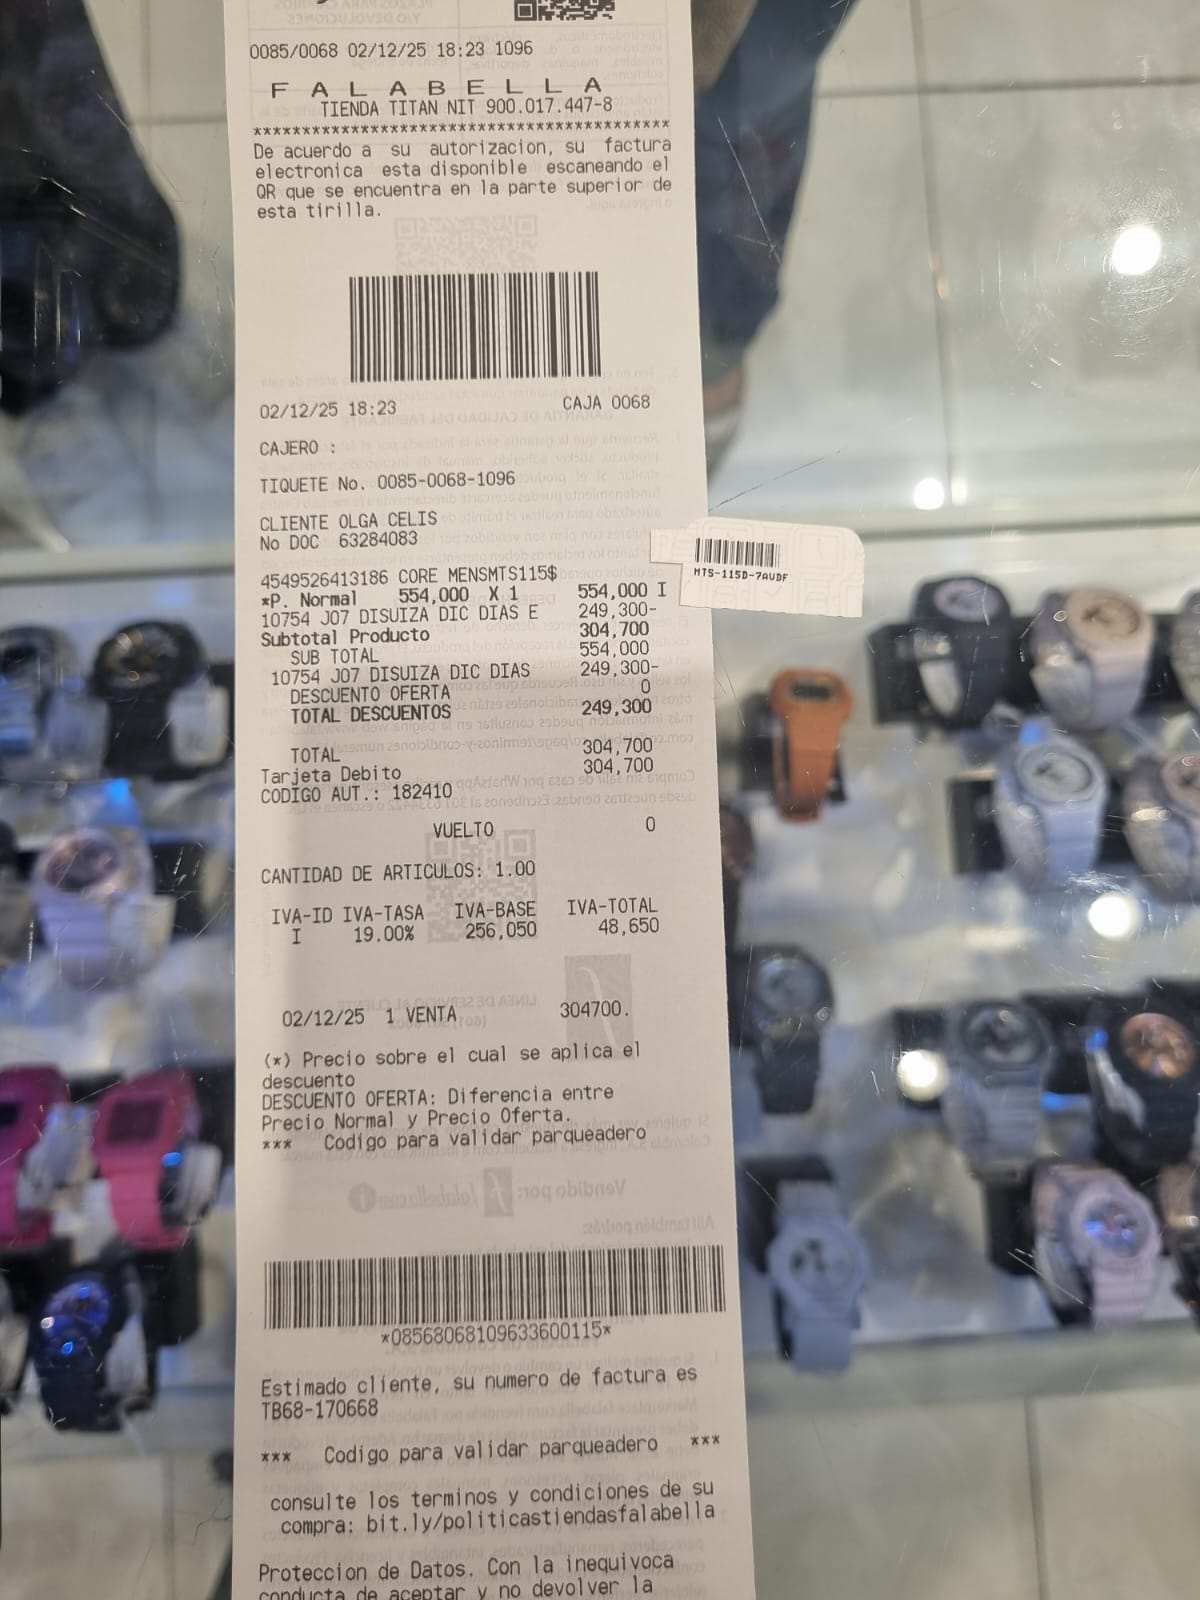 0085/0068 02/12/25 18:23 1096
F A L A B E L L A
TIENDA TITAN NIT 900.017.447-8
******************************************
De acuerdo a su autorizacion, su factura
electronica esta disponible escaneando el
QR que se encuentra en la parte superior de
esta tirilla.
02/12/25 18:23 CAJA 0068
CAJERO :
TIQUETE No. 0085-0068-1096
CLIENTE OLGA CELIS
No DOC 63284083
4549526413186 CORE MENSMTS115$
*P. Normal 554,000 X 1 554,000 I
10754 J07 DISUIZA DIC DIAS E 249,300-
Subtotal Producto 304,700
SUB TOTAL 554,000
10754 J07 DISUIZA DIC DIAS 249,300-
DESCUENTO OFERTA 0
TOTAL DESCUENTOS 249,300
TOTAL 304,700
Tarjeta Debito 304,700
CODIGO AUT.: 182410
VUELTO 0
CANTIDAD DE ARTICULOS: 1.00
IVA-ID IVA-TASA IVA-BASE IVA-TOTAL
I 19.00% 256,050 48,650
02/12/25 1 VENTA 304700.
(*) Precio sobre el cual se aplica el
descuento
DESCUENTO OFERTA: Diferencia entre
Precio Normal y Precio Oferta.
*** Codigo para validar parqueadero
*08568068109633600115*
Estimado cliente, su numero de factura es
TB68-170668
*** Codigo para validar parqueadero ***
consulte los terminos y condiciones de su
compra: bit.ly/politicastiendasfalabella
Proteccion de Datos. Con la inequivoca
conducta de aceptar y no devolver la
MTS-115D-7AVDF